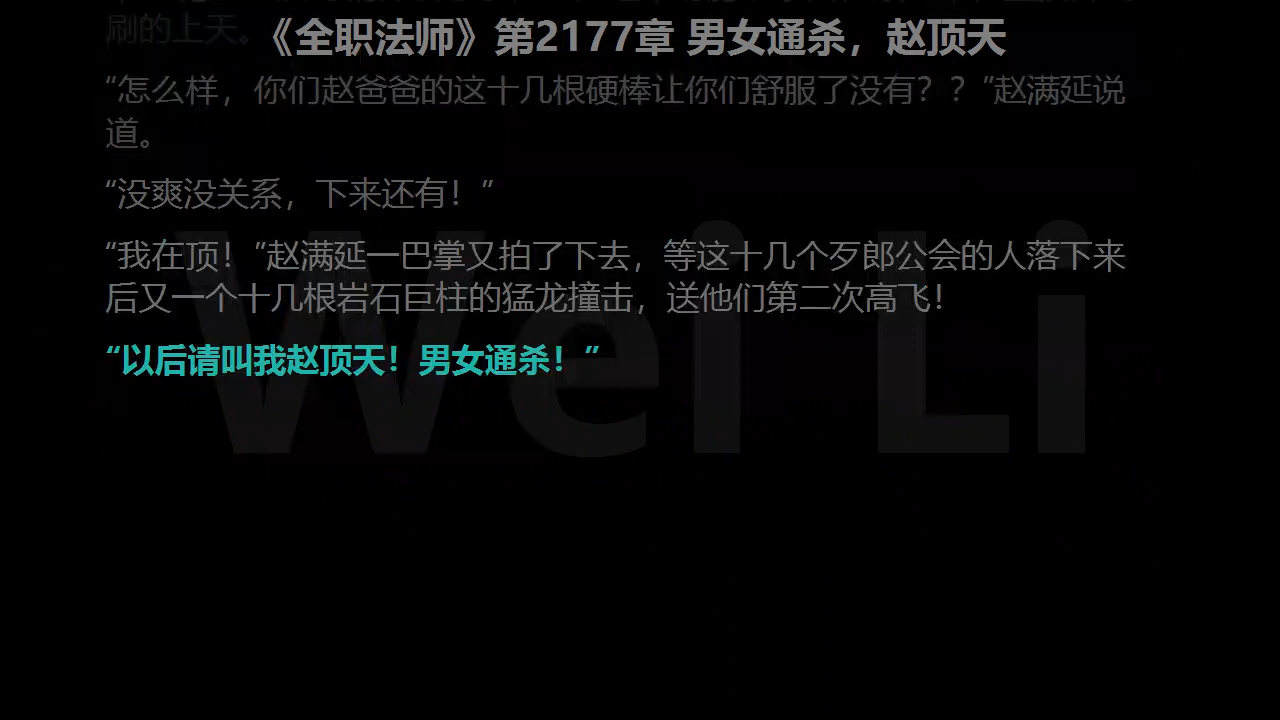 刷的上天。
《全职法师》第2177章 男女通杀，赵顶天
“怎么样，你们赵爸爸的这十几根硬棒让你们舒服了没有？？”赵满延说
道。
“没爽没关系，下来还有！”
“我在顶！”赵满延一巴掌又拍了下去，等这十几个歹郎公会的人落下来
后又一个十几根岩石巨柱的猛龙撞击，送他们第二次高飞！
“以后请叫我赵顶天！男女通杀！”
Wei Li